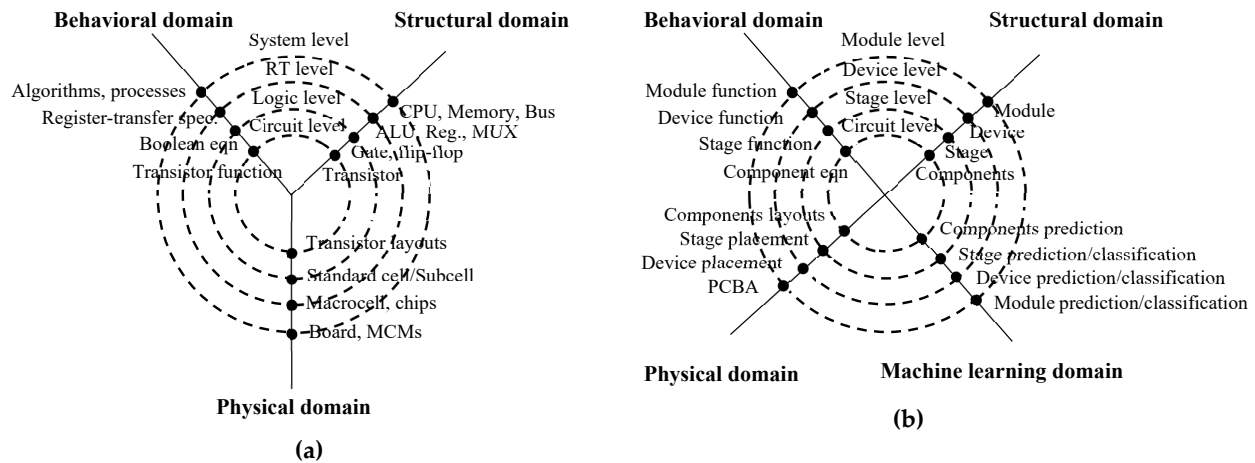 Behavioral domain
Structural domain
System level
RT level
Logic level
Circuit level
Algorithms, processes
Register-transfer spec.
Boolean eqn
Transistor function
CPU, Memory, Bus
ALU, Reg., MUX
Gate, flip-flop
Transistor
Transistor layouts
Standard cell/Subcell
Macrocell, chips
Board, MCMs
Physical domain
(a)
Behavioral domain
Structural domain
Module level
Device level
Stage level
Circuit level
Module function
Device function
Stage function
Component eqn
Module
Device
Stage
Components
Components layouts
Stage placement
Device placement
PCBA
Components prediction
Stage prediction/classification
Device prediction/classification
Module prediction/classification
Physical domain
Machine learning domain
(b)